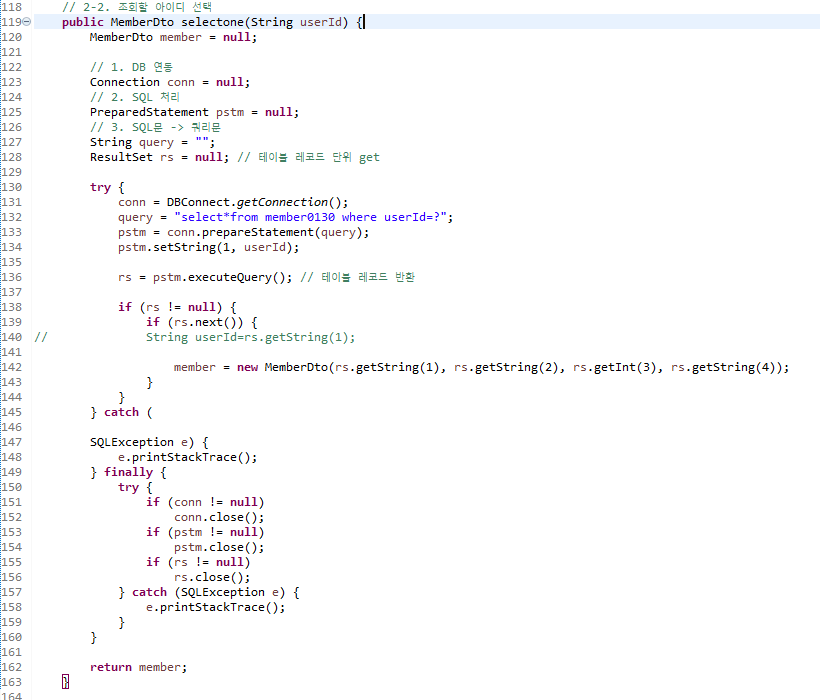 118 // 2-2. 조회할 아이디 선택
119 public MemberDto selectone(String userId) {
120 MemberDto member = null;
121
122 // 1. DB 연동
123 Connection conn = null;
124 // 2. SQL 처리
125 PreparedStatement pstm = null;
126 // 3. SQL문 -> 쿼리문
127 String query = "";
128 ResultSet rs = null; // 테이블 레코드 단위 get
129
130 try {
131 conn = DBConnect.getConnection();
132 query = "select*from member0130 where userId=?";
133 pstm = conn.prepareStatement(query);
134 pstm.setString(1, userId);
135
136 rs = pstm.executeQuery(); // 테이블 레코드 반환
137
138 if (rs != null) {
139 if (rs.next()) {
140 // String userId=rs.getString(1);
141
142 member = new MemberDto(rs.getString(1), rs.getString(2), rs.getInt(3), rs.getString(4));
143 }
144 }
145 } catch (
146
147 SQLException e) {
148 e.printStackTrace();
149 } finally {
150 try {
151 if (conn != null)
152 conn.close();
153 if (pstm != null)
154 pstm.close();
155 if (rs != null)
156 rs.close();
157 } catch (SQLException e) {
158 e.printStackTrace();
159 }
160 }
161
162 return member;
163 }
164